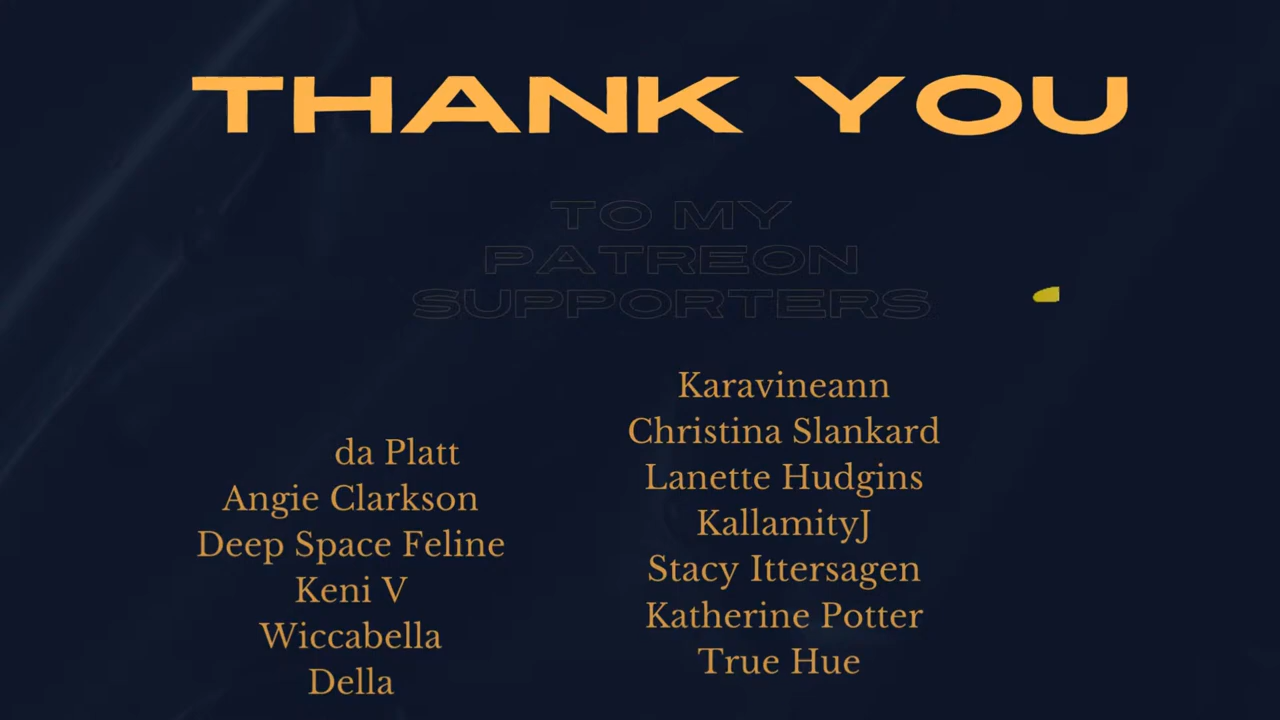 THANK YOU
TO MY
PATREON
SUPPORTERS
da Platt
Angie Clarkson
Deep Space Feline
Keni V
Wiccabella
Della
Karavineann
Christina Slankard
Lanette Hudgins
KallamityJ
Stacy Ittersagen
Katherine Potter
True Hue